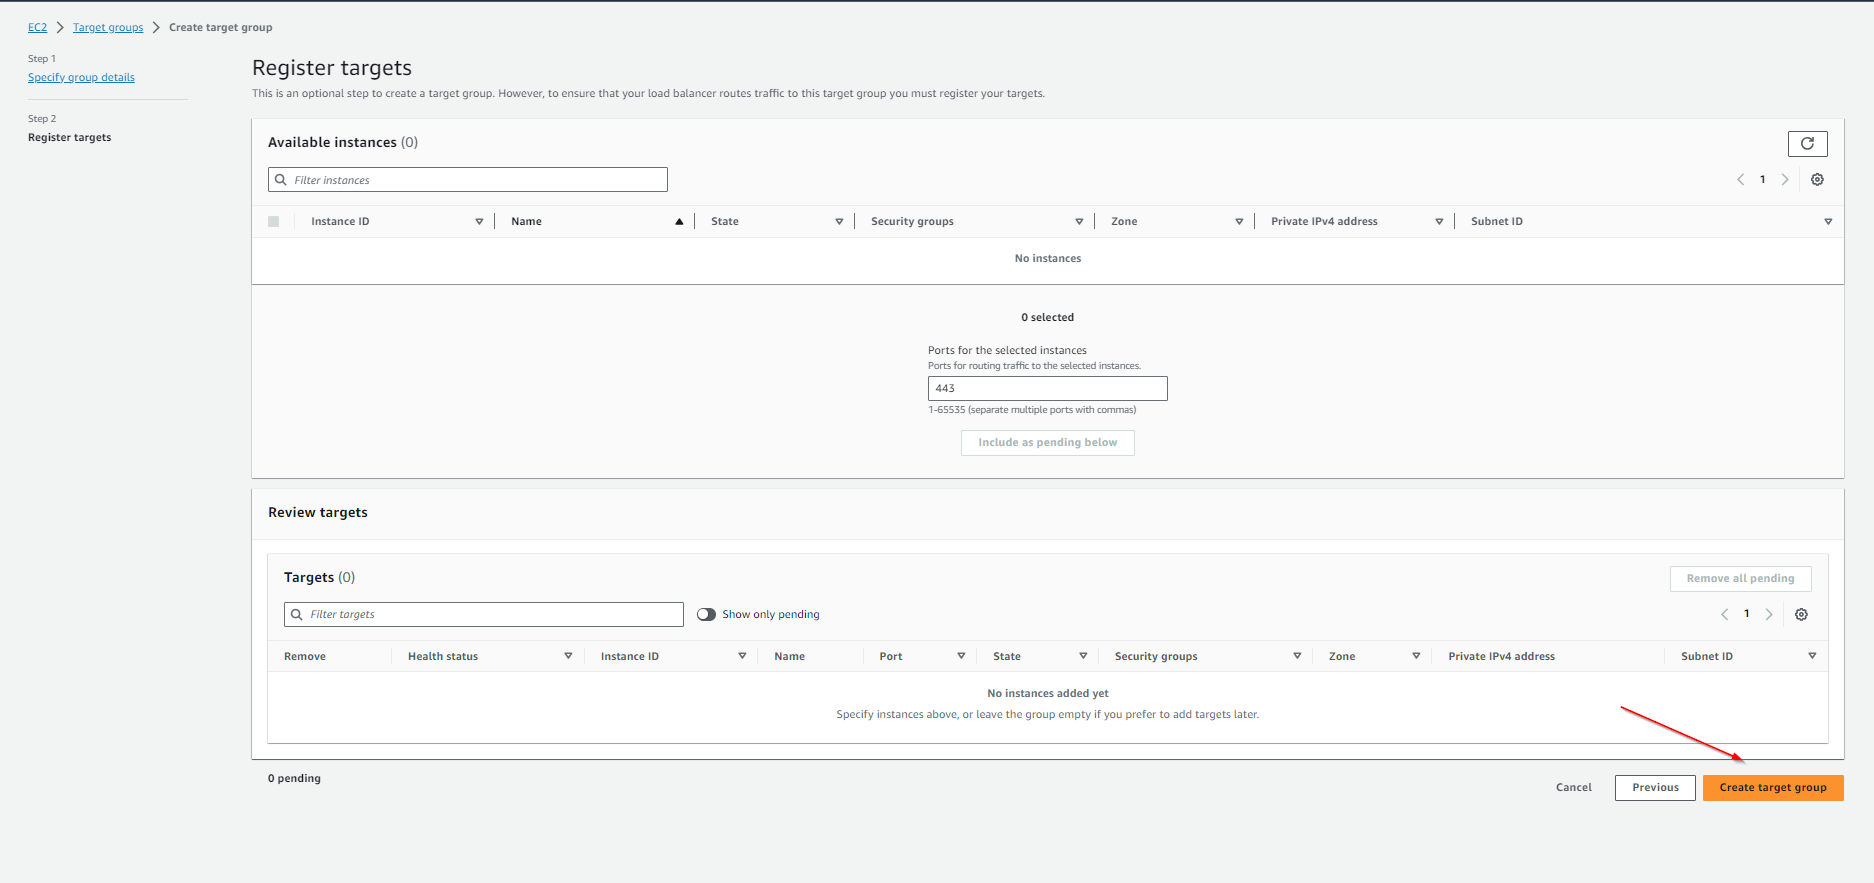 EC2 > Target groups > Create target group
Step 1
Specify group details
Step 2
Register targets
Register targets
This is an optional step to create a target group. However, to ensure that your load balancer routes traffic to this target group you must register your targets.
Available instances (0)
Filter instances
1
Instance ID Name State Security groups Zone Private IPv4 address Subnet ID
No instances
0 selected
Ports for the selected instances
Ports for routing traffic to the selected instances.
443
1-65535 (separate multiple ports with commas)
Include as pending below
Review targets
Targets (0)
Remove all pending
Filter targets
Show only pending
1
Remove Health status Instance ID Name Port State Security groups Zone Private IPv4 address Subnet ID
No instances added yet
Specify instances above, or leave the group empty if you prefer to add targets later.
0 pending
Cancel
Previous
Create target group